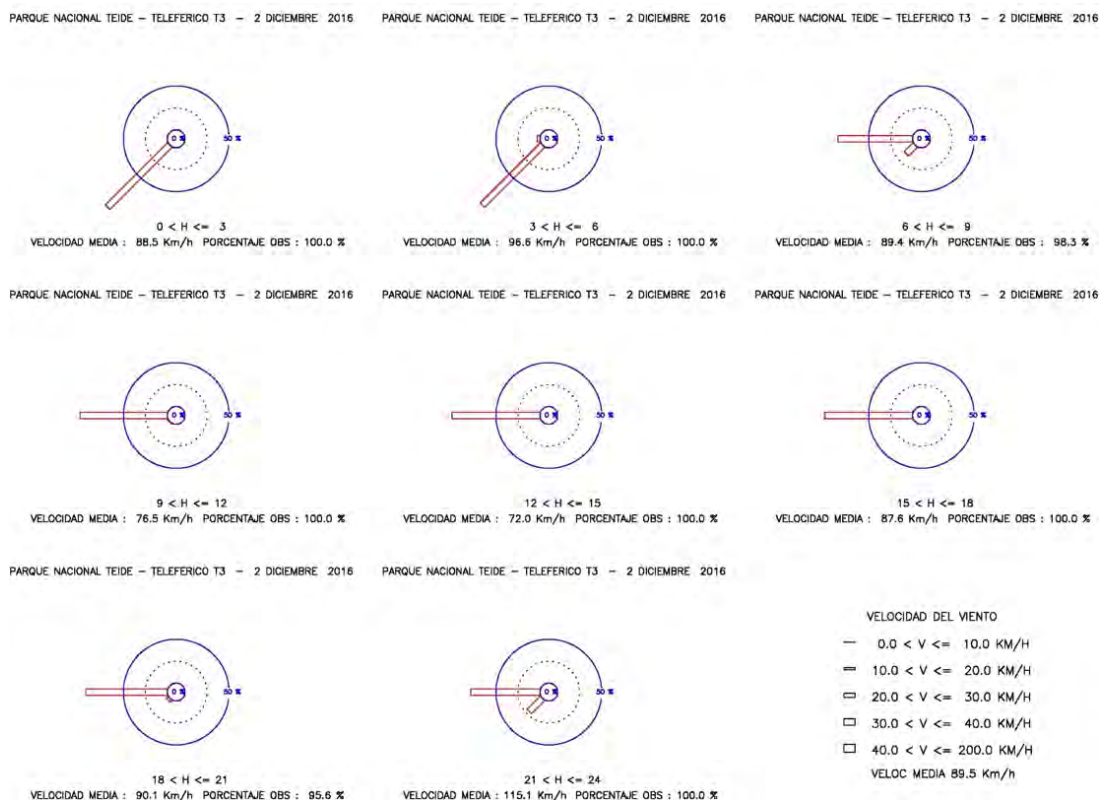 PARQUE NACIONAL TEIDE – TELEFERICO T3 – 2 DICIEMBRE 2016
0 %
50 %
0 < H <= 3
VELOCIDAD MEDIA : 88.5 Km/h PORCENTAJE OBS : 100.0 %
PARQUE NACIONAL TEIDE – TELEFERICO T3 – 2 DICIEMBRE 2016
0 %
50 %
3 < H <= 6
VELOCIDAD MEDIA : 96.6 Km/h PORCENTAJE OBS : 100.0 %
PARQUE NACIONAL TEIDE – TELEFERICO T3 – 2 DICIEMBRE 2016
0 %
50 %
6 < H <= 9
VELOCIDAD MEDIA : 89.4 Km/h PORCENTAJE OBS : 98.3 %
PARQUE NACIONAL TEIDE – TELEFERICO T3 – 2 DICIEMBRE 2016
0 %
50 %
9 < H <= 12
VELOCIDAD MEDIA : 76.5 Km/h PORCENTAJE OBS : 100.0 %
PARQUE NACIONAL TEIDE – TELEFERICO T3 – 2 DICIEMBRE 2016
0 %
50 %
12 < H <= 15
VELOCIDAD MEDIA : 72.0 Km/h PORCENTAJE OBS : 100.0 %
PARQUE NACIONAL TEIDE – TELEFERICO T3 – 2 DICIEMBRE 2016
0 %
50 %
15 < H <= 18
VELOCIDAD MEDIA : 87.6 Km/h PORCENTAJE OBS : 100.0 %
PARQUE NACIONAL TEIDE – TELEFERICO T3 – 2 DICIEMBRE 2016
0 %
50 %
18 < H <= 21
VELOCIDAD MEDIA : 90.1 Km/h PORCENTAJE OBS : 95.6 %
PARQUE NACIONAL TEIDE – TELEFERICO T3 – 2 DICIEMBRE 2016
0 %
50 %
21 < H <= 24
VELOCIDAD MEDIA : 115.1 Km/h PORCENTAJE OBS : 100.0 %
VELOCIDAD DEL VIENTO
0.0 < V <= 10.0 KM/H
10.0 < V <= 20.0 KM/H
20.0 < V <= 30.0 KM/H
30.0 < V <= 40.0 KM/H
40.0 < V <= 200.0 KM/H
VELOC MEDIA 89.5 Km/h